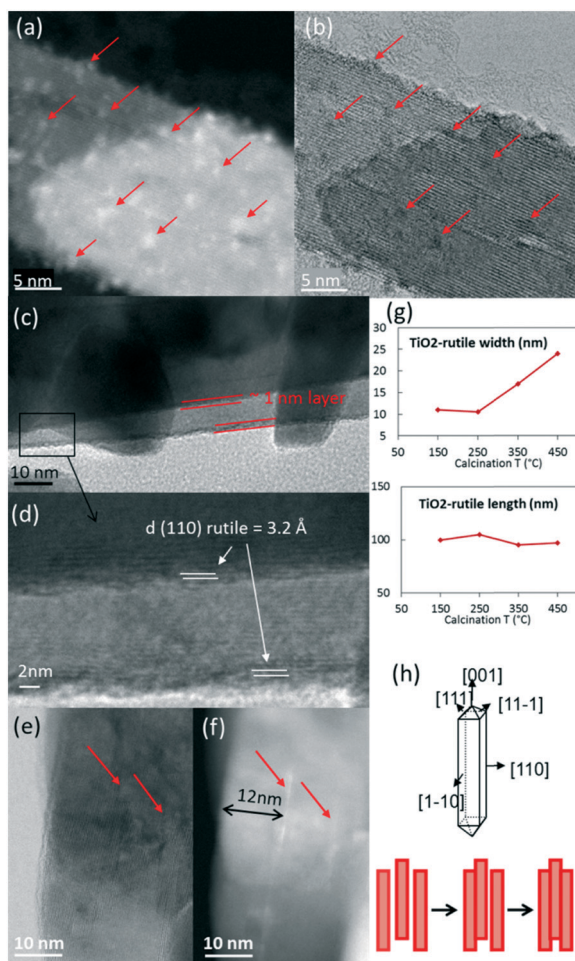 (a)
(b)
5 nm
5 nm
(c)
~ 1 nm layer
10 nm
(d)
d (110) rutile = 3.2 Å
2nm
(e)
(f)
12nm
10 nm
10 nm
(g)
TiO2-rutile width (nm)
30
25
20
15
10
5
50 150 250 350 450
Calcination T (°C)
TiO2-rutile length (nm)
150
100
50
50 150 250 350 450
Calcination T (°C)
(h)
[001]
[111]
[11-1]
[110]
[1-10]